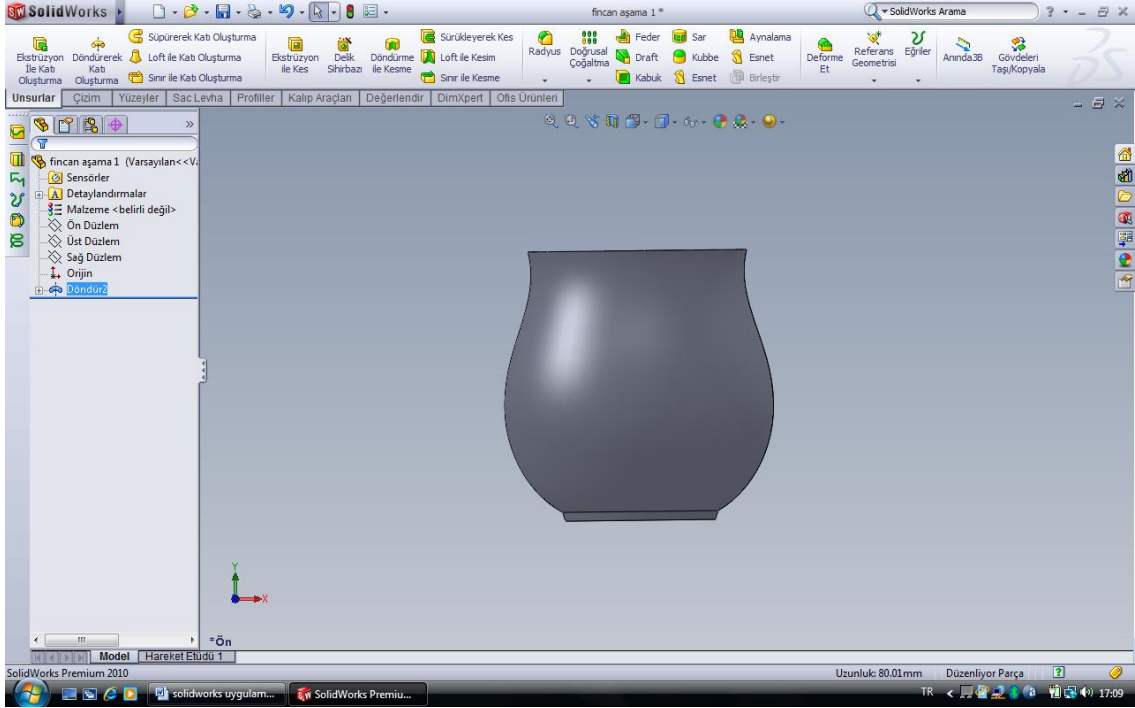 SolidWorks
fincan aşama 1 *
SolidWorks Arama
Ekstrüzyon İle Katı Oluşturma
Döndürerek Katı Oluşturma
Süpürerek Katı Oluşturma
Loft ile Katı Oluşturma
Sınır ile Katı Oluşturma
Ekstrüzyon ile Kes
Delik Sihirbazı
Döndürme ile Kesme
Sürükleyerek Kes
Loft ile Kesim
Sınır ile Kesme
Radyus
Doğrusal Çoğaltma
Feder
Draft
Kabuk
Sar
Kubbe
Esnet
Aynalama
Esnet
Birleştir
Deforme Et
Referans Geometrisi
Eğriler
Anında3B
Gövdeleri Taşı/Kopyala
Unsurlar Çizim Yüzeyler Sac Levha Profiller Kalıp Araçları Değerlendir DimXpert Ofis Ürünleri
fincan aşama 1 (Varsayılan<<Va
Sensörler
Detaylandırmalar
Malzeme <belirli değil>
Ön Düzlem
Üst Düzlem
Sağ Düzlem
Orijin
Döndür2
Y
X
*Ön
Model Hareket Etüdü 1
SolidWorks Premium 2010 Uzunluk: 80.01mm Düzenliyor Parça
solidworks uygulam... SolidWorks Premiu... TR 17:09